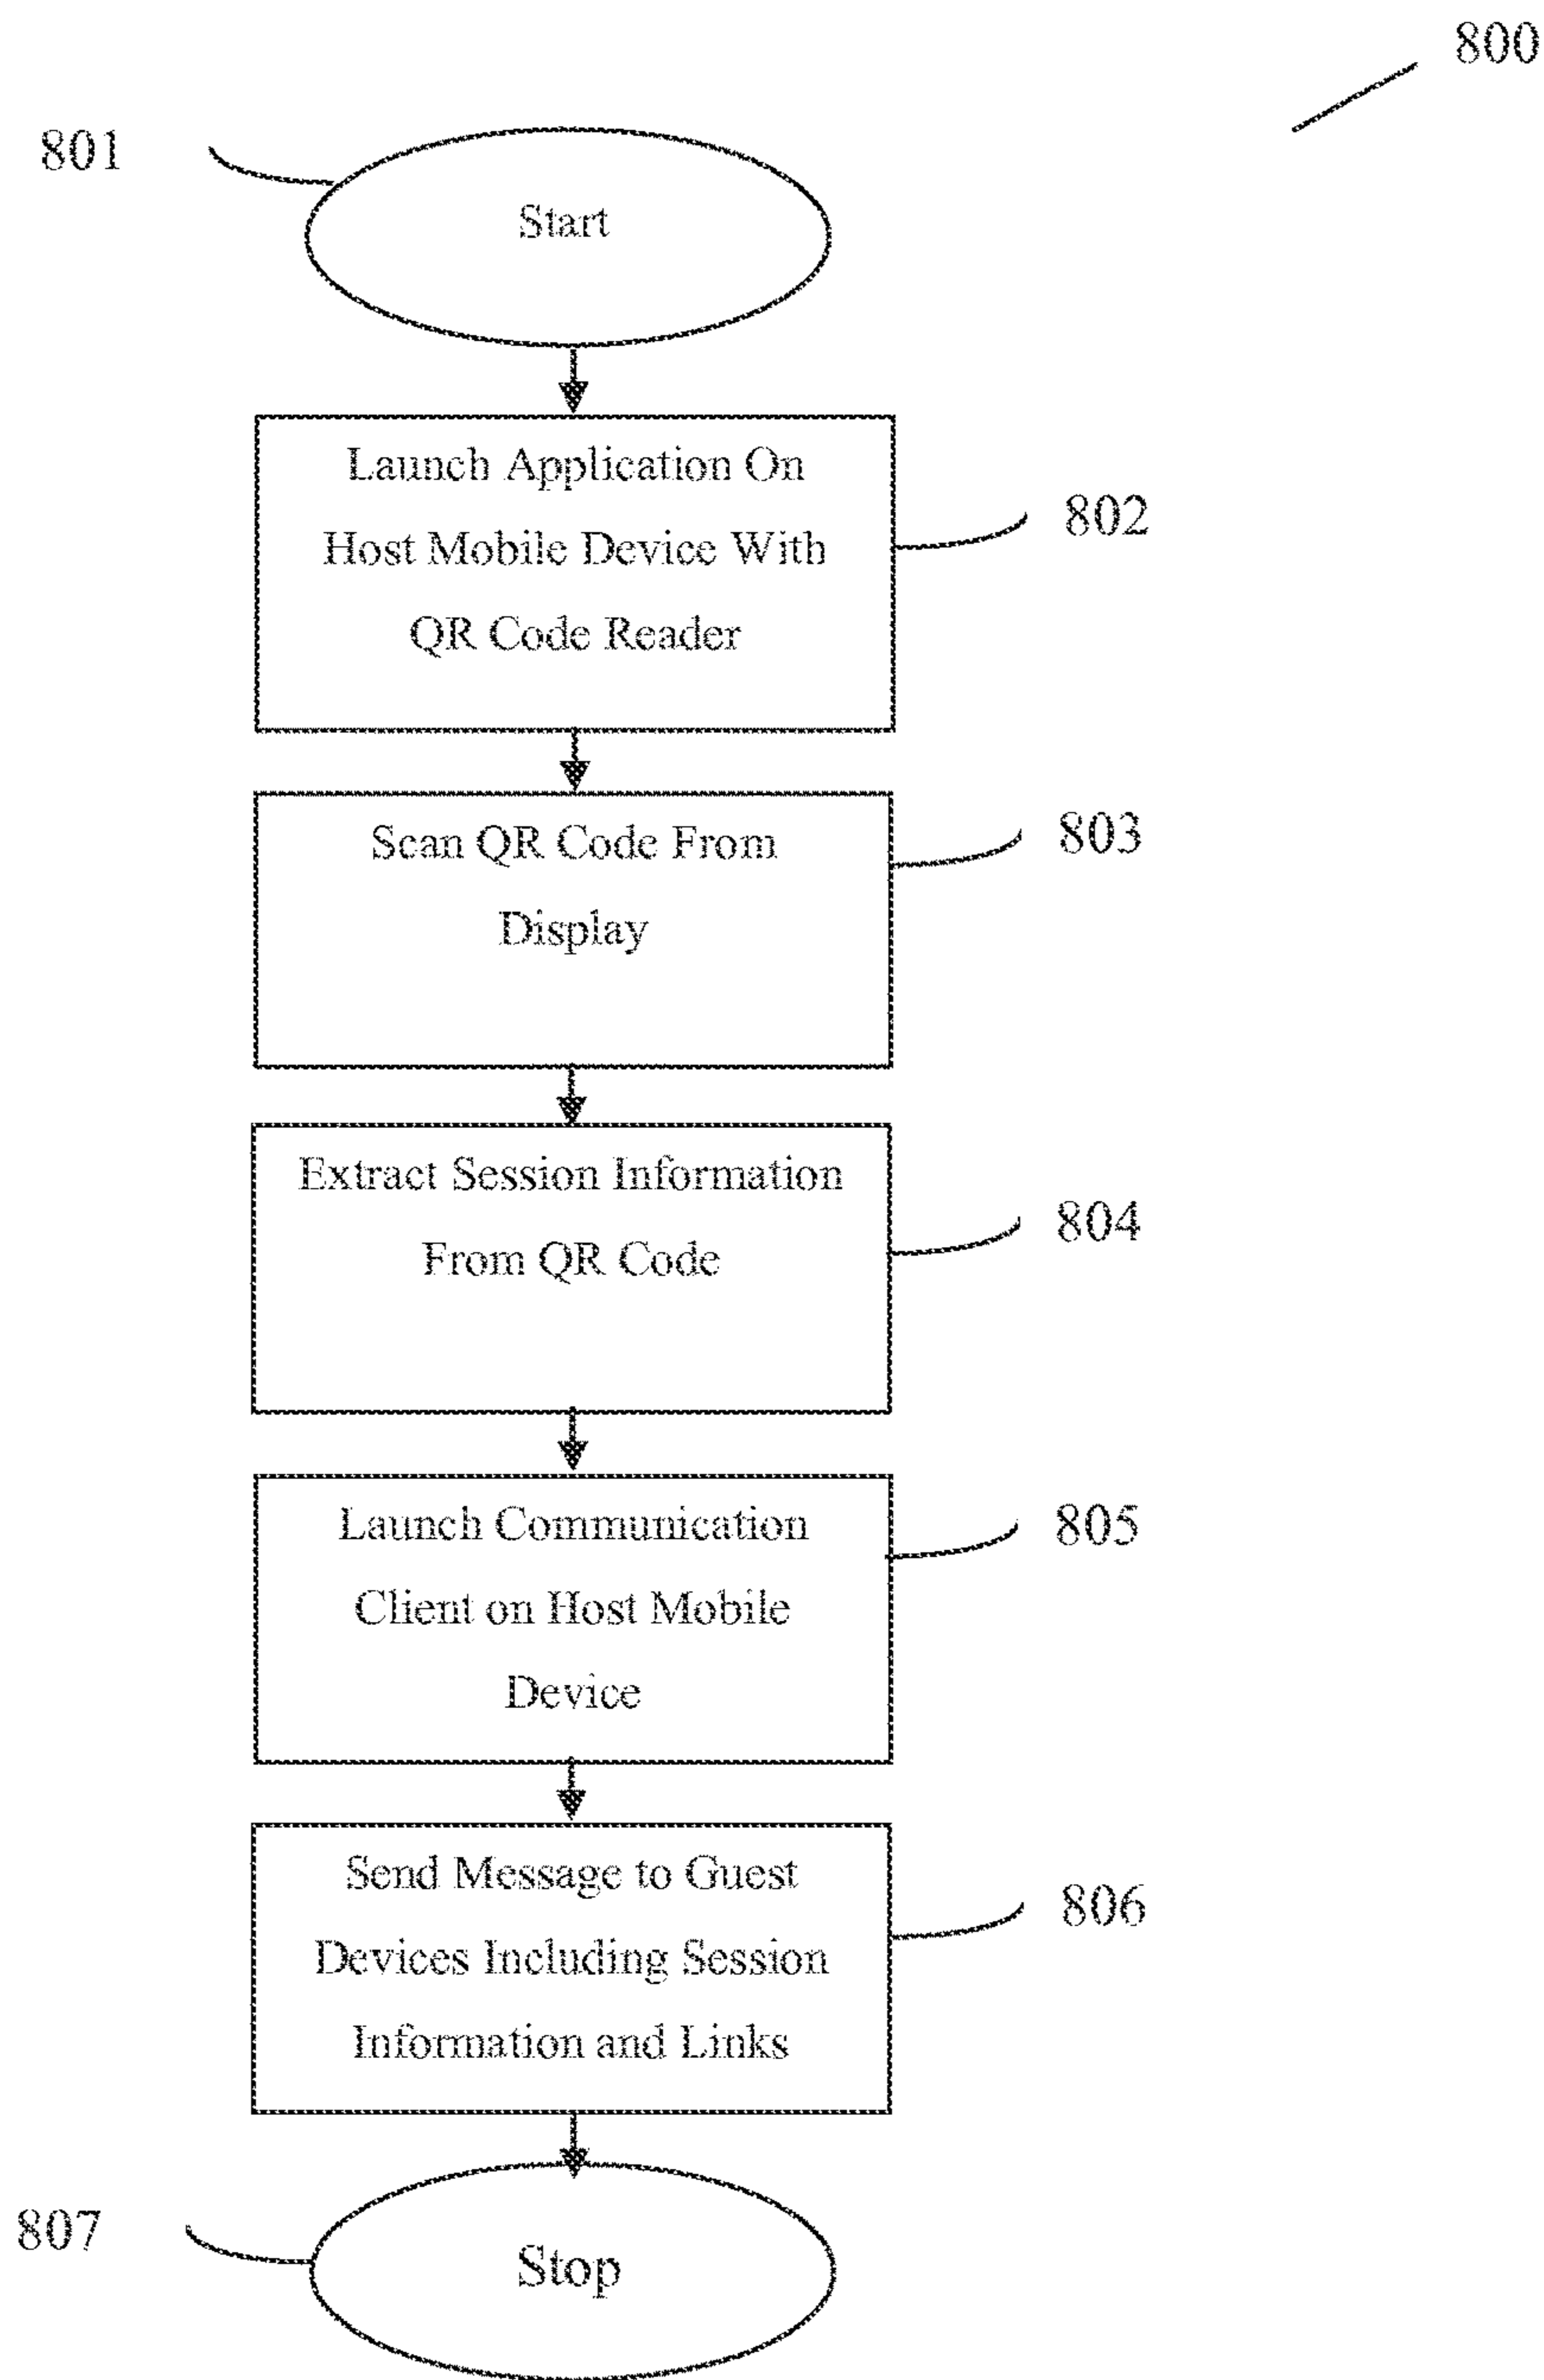 800
801
Start
Launch Application On
Host Mobile Device With
QR Code Reader
802
Scan QR Code From
Display
803
Extract Session Information
From QR Code
804
Launch Communication
Client on Host Mobile
Device
805
Send Message to Guest
Devices Including Session
Information and Links
806
807
Stop